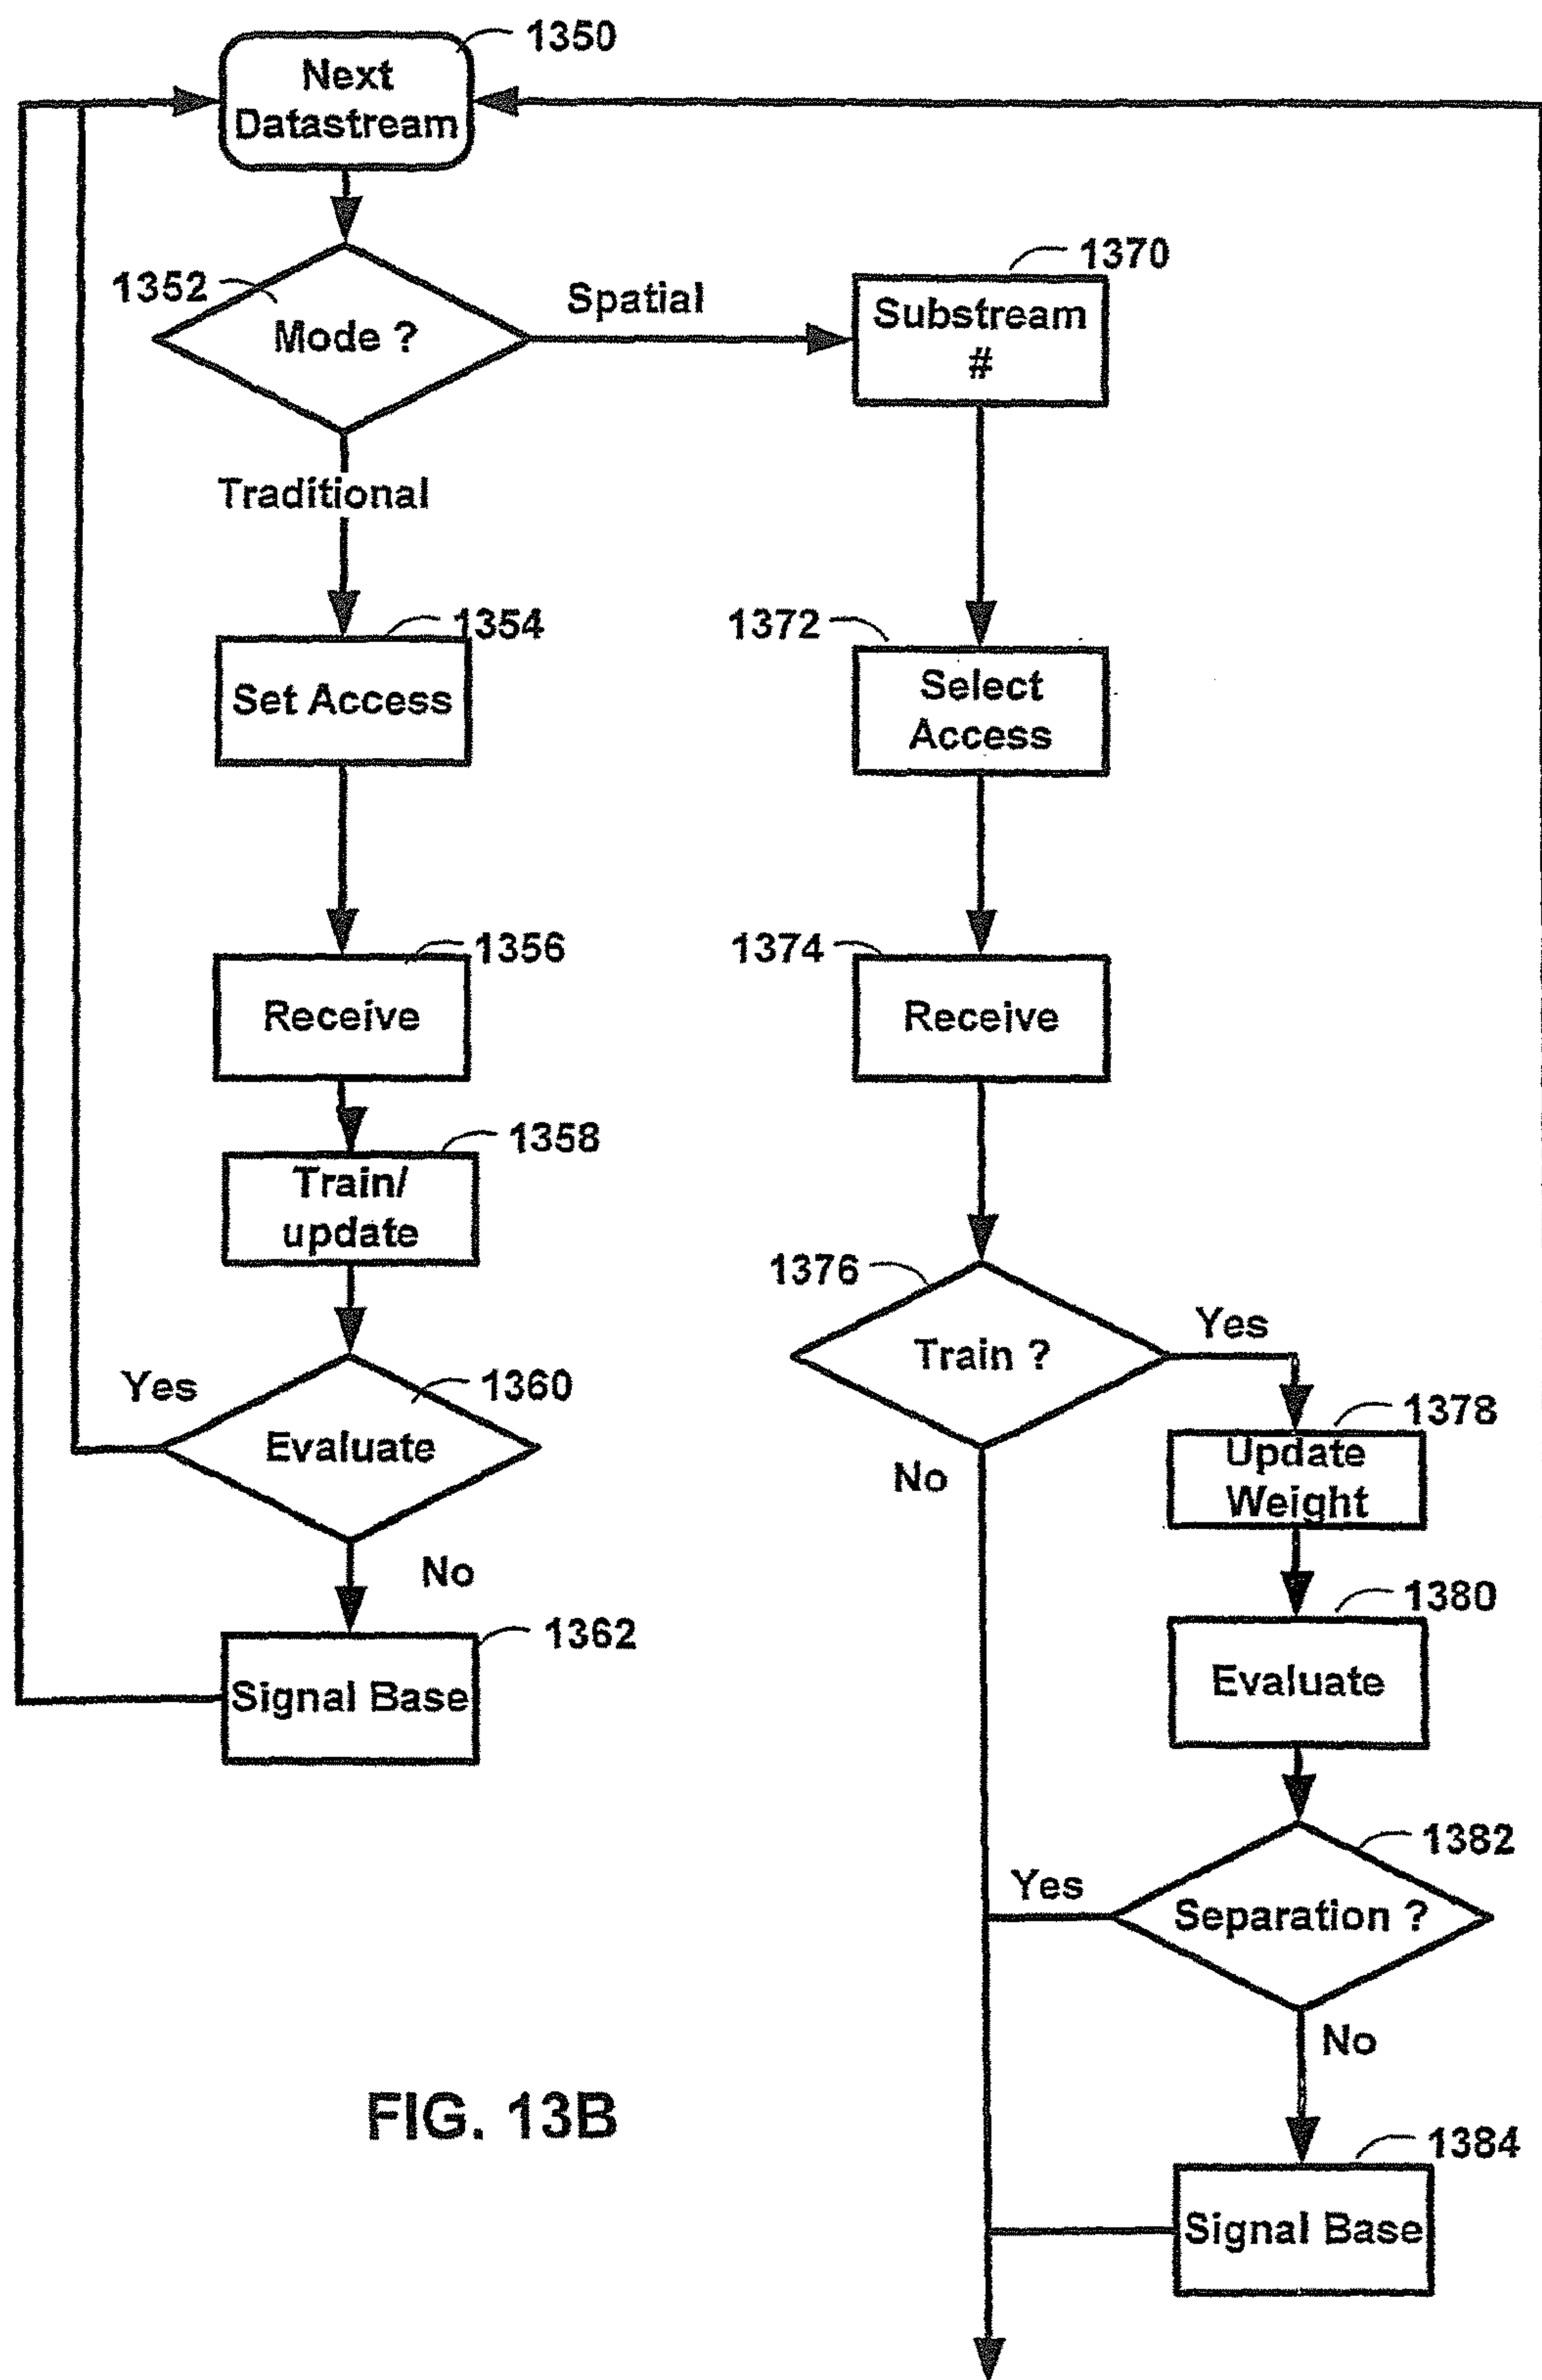 1350
Next
Datastream
1352
Mode ?
Spatial
1370
Substream
#
Traditional
1354
Set Access
1372
Select
Access
1356
Receive
1374
Receive
1358
Train/
update
1376
Train ?
Yes
No
Yes
1360
Evaluate
No
1378
Update
Weight
1380
Evaluate
1362
Signal Base
1382
Yes
Separation ?
No
1384
Signal Base
FIG. 13B